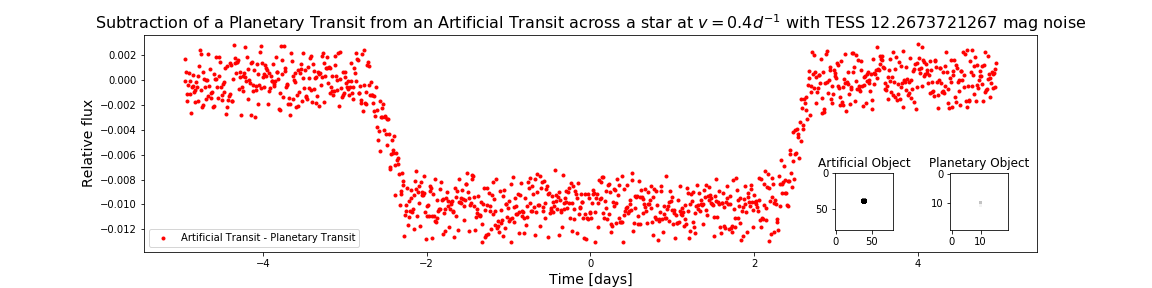 Subtraction of a Planetary Transit from an Artificial Transit across a star at v = 0.4d⁻¹ with TESS 12.2673721267 mag noise
Relative flux
0.002
0.000
−0.002
−0.004
−0.006
−0.008
−0.010
−0.012
Artificial Transit - Planetary Transit
Artificial Object
0
50
0 50
Planetary Object
0
10
0 10
−4 −2 0 2 4
Time [days]